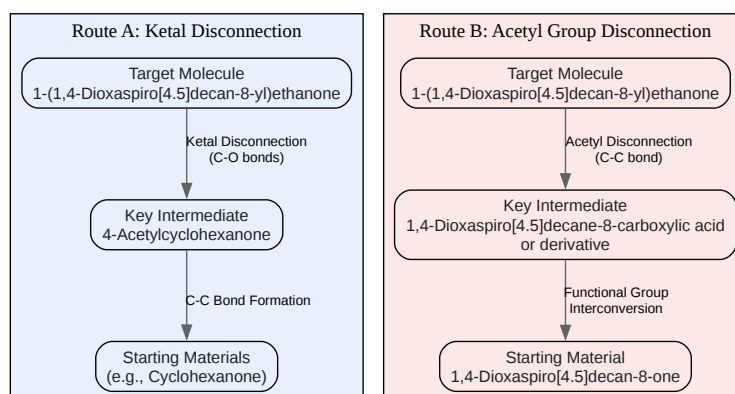 Route A: Ketal Disconnection
Target Molecule
1-(1,4-Dioxaspiro[4.5]decan-8-yl)ethanone
Ketal Disconnection
(C-O bonds)
Key Intermediate
4-Acetylcyclohexanone
C-C Bond Formation
Starting Materials
(e.g., Cyclohexanone)
Route B: Acetyl Group Disconnection
Target Molecule
1-(1,4-Dioxaspiro[4.5]decan-8-yl)ethanone
Acetyl Disconnection
(C-C bond)
Key Intermediate
1,4-Dioxaspiro[4.5]decane-8-carboxylic acid
or derivative
Functional Group
Interconversion
Starting Material
1,4-Dioxaspiro[4.5]decan-8-one